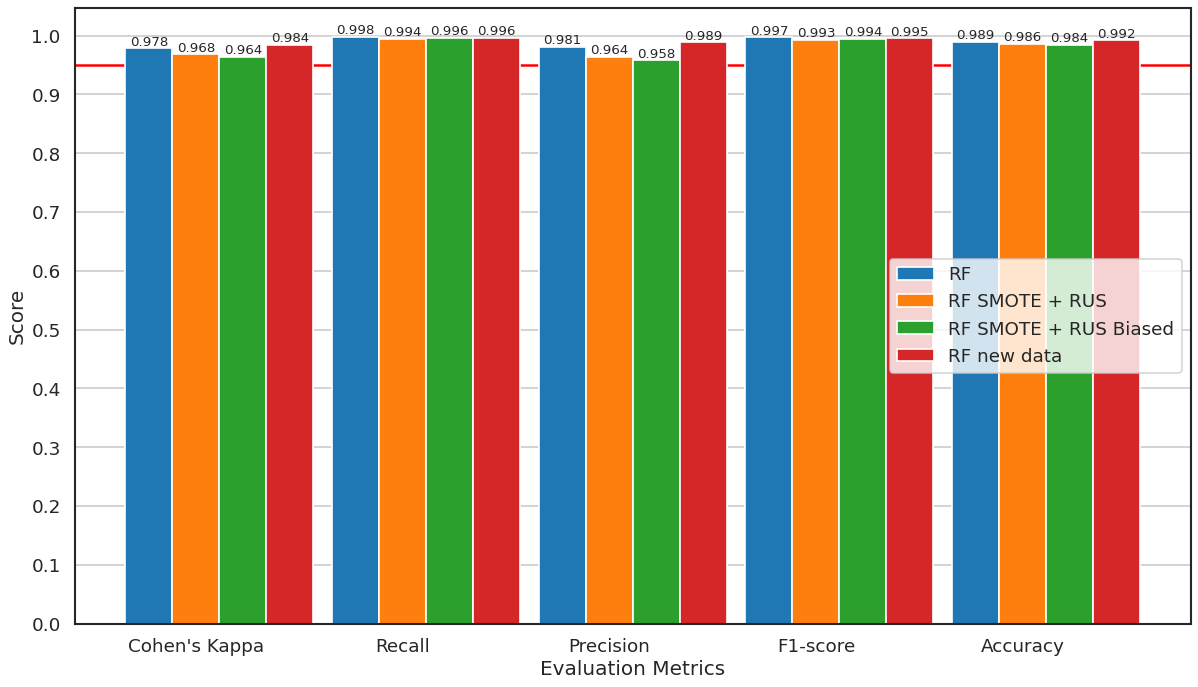 0.978 0.968 0.964 0.984 0.998 0.994 0.996 0.996 0.981 0.964 0.958 0.989 0.997 0.993 0.994 0.995 0.989 0.986 0.984 0.992
1.0
0.9
0.8
0.7
0.6
0.5
0.4
0.3
0.2
0.1
0.0
Score
RF
RF SMOTE + RUS
RF SMOTE + RUS Biased
RF new data
Cohen's Kappa Recall Precision F1-score Accuracy
Evaluation Metrics